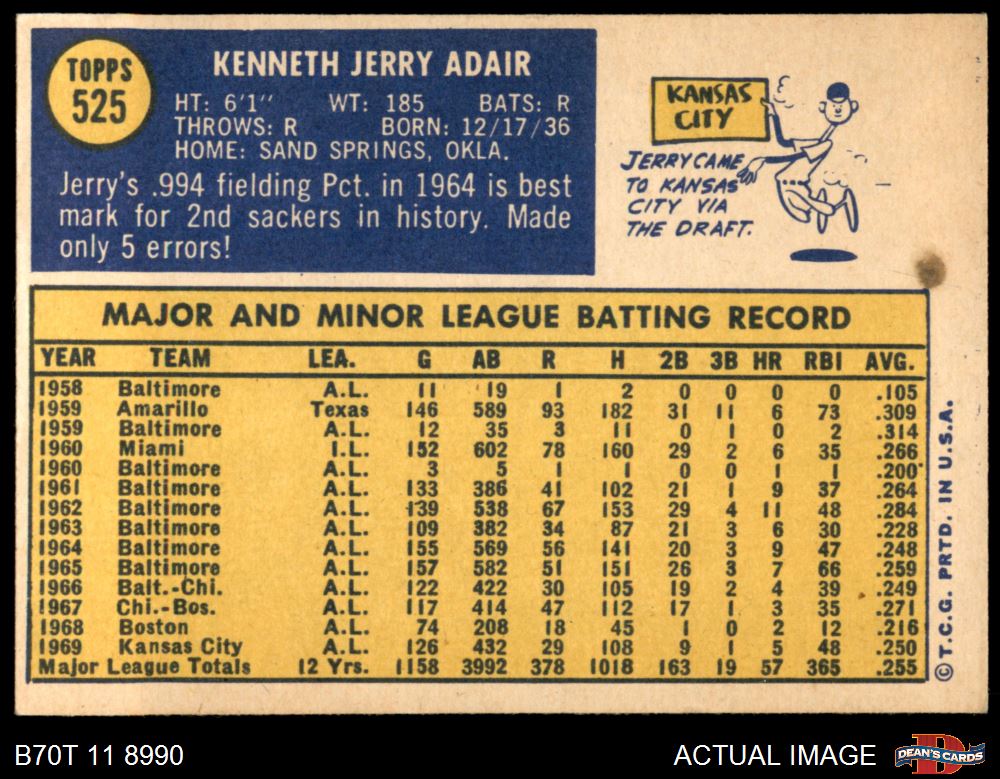 TOPPS
525
KENNETH JERRY ADAIR
HT: 6'1" WT: 185 BATS: R
THROWS: R BORN: 12/17/36
HOME: SAND SPRINGS, OKLA.
Jerry's .994 fielding Pct. in 1964 is best
mark for 2nd sackers in history. Made
only 5 errors!
KANSAS
CITY
JERRY CAME
TO KANSAS
CITY VIA
THE DRAFT.
MAJOR AND MINOR LEAGUE BATTING RECORD
YEAR TEAM LEA. G AB R H 2B 3B HR RBI AVG.
1958 Baltimore A.L. 11 19 1 2 0 0 0 0 .105
1959 Amarillo Texas 146 589 93 182 31 11 6 73 .309
1959 Baltimore A.L. 12 35 3 11 0 1 0 2 .314
1960 Miami I.L. 152 602 78 160 29 2 6 35 .266
1960 Baltimore A.L. 3 5 1 1 0 0 1 1 .200
1961 Baltimore A.L. 133 386 41 102 21 1 9 37 .264
1962 Baltimore A.L. 139 538 67 153 29 4 11 48 .284
1963 Baltimore A.L. 109 382 34 87 21 3 6 30 .228
1964 Baltimore A.L. 155 569 56 141 20 3 9 47 .248
1965 Baltimore A.L. 157 582 51 151 26 3 7 66 .259
1966 Balt.-Chi. A.L. 122 422 30 105 19 2 4 39 .249
1967 Chi.-Bos. A.L. 117 414 47 112 17 1 3 35 .271
1968 Boston A.L. 74 208 18 45 1 0 2 12 .216
1969 Kansas City A.L. 126 432 29 108 9 1 5 48 .250
Major League Totals 12 Yrs. 1158 3992 378 1018 163 19 57 365 .255
© T.C.G. PRTD. IN U.S.A.
B70T 11 8990
ACTUAL IMAGE
D
DEAN'S CARDS